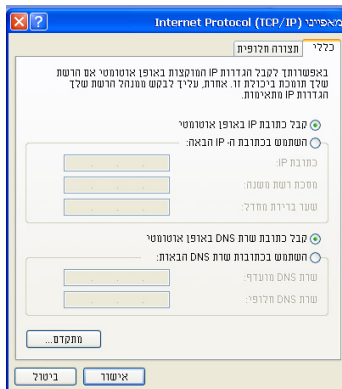 מאפייני Internet Protocol (TCP/IP)
כללי
תצורה חלופית
באפשרותך לקבל הגדרות IP המוקצות באופן אוטומטי אם הרשת
שלך תומכת ביכולת זו. אחרת, עליך לבקש ממנהל הרשת שלך
הגדרות IP מתאימות.
קבל כתובת IP באופן אוטומטי
השתמש בכתובת ה- IP הבאה:
כתובת IP:
מסכת רשת משנה:
שער ברירת מחדל:
קבל כתובת שרת DNS באופן אוטומטי
השתמש בכתובות שרת DNS הבאות:
שרת DNS מועדף:
שרת DNS חלופי:
מתקדם...
אישור
ביטול